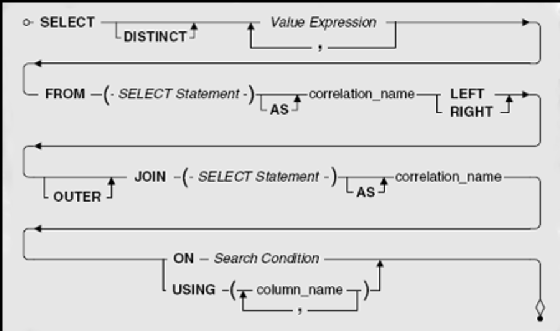 SELECT Value Expression
DISTINCT ,
FROM ( SELECT Statement ) correlation_name LEFT
AS RIGHT
JOIN ( SELECT Statement ) correlation_name
OUTER AS
ON Search Condition
USING ( column_name )
,